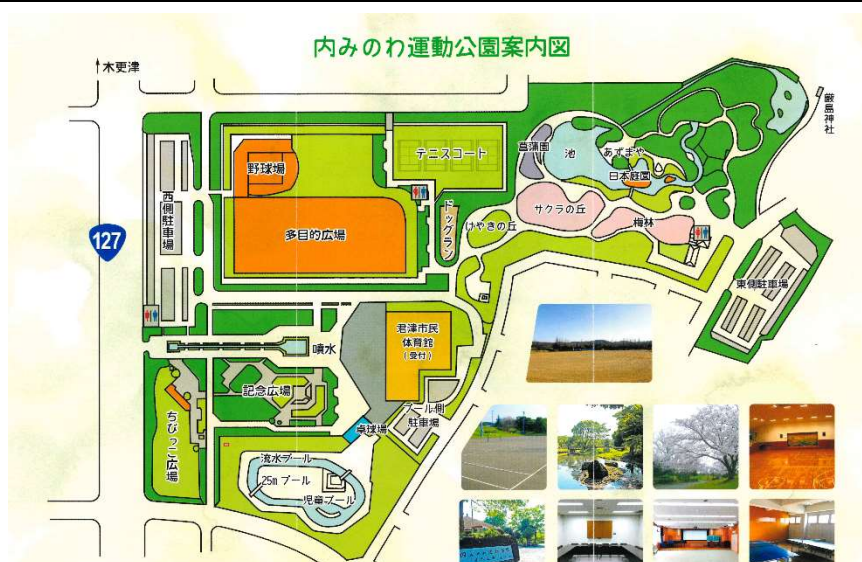 内みのわ運動公園案内図
木更津
厳島神社
菖蒲園
池
あずまや
日本庭園
テニスコート
野球場
西側駐車場
サクラの丘
梅林
けやきの丘
ドッグラン
多目的広場
127
東側駐車場
君津市民
体育館
(受付)
噴水
記念広場
プール側
駐車場
卓球場
ちびっこ広場
流水プール
25mプール
児童プール